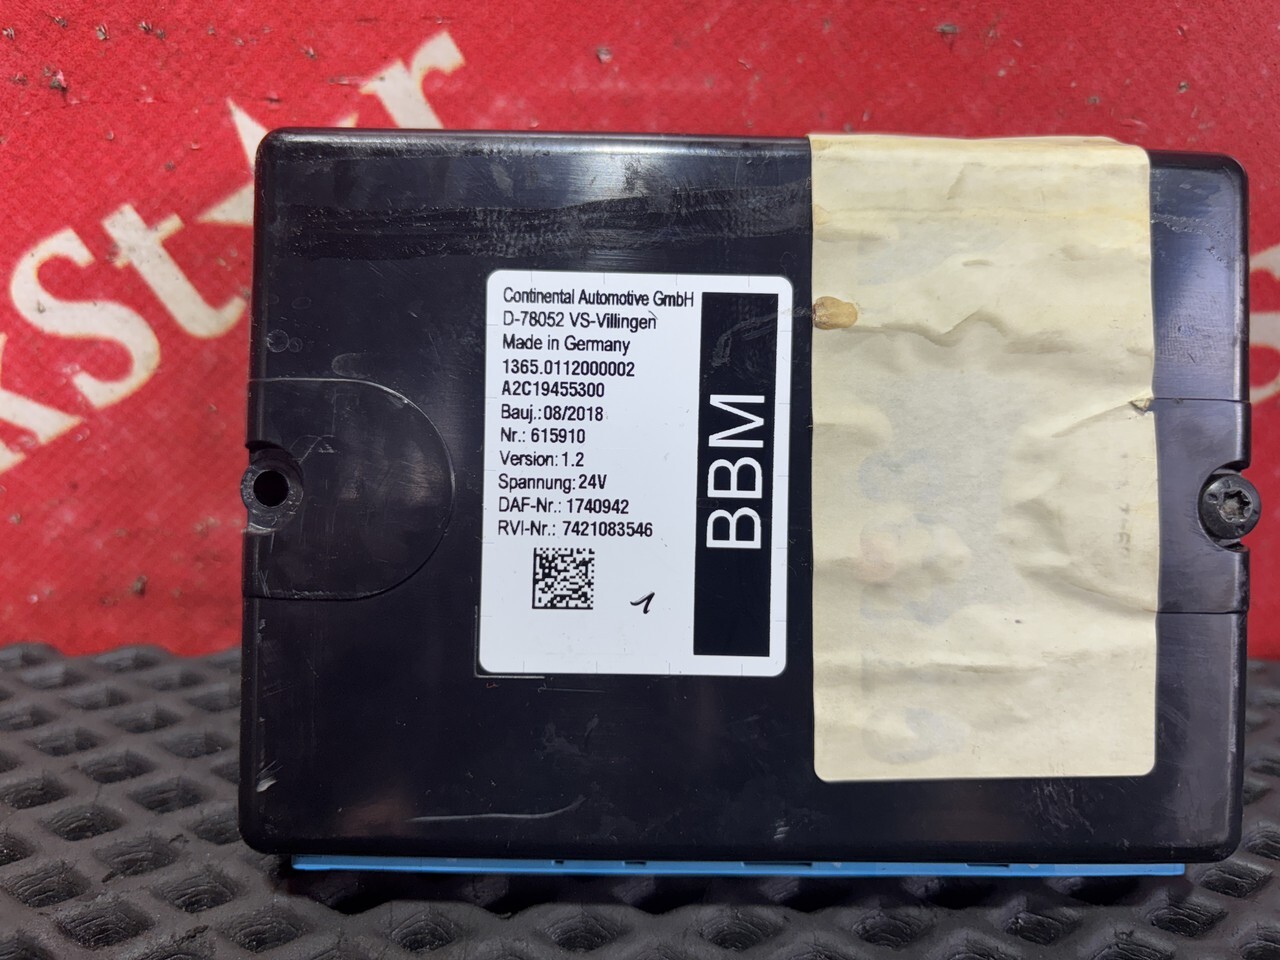 kstar
Continental Automotive GmbH
D-78052 VS-Villingen
Made in Germany
1365.0112000002
A2C19455300
Bauj.: 08/2018
Nr.: 615910
Version: 1.2
Spannung: 24V
DAF-Nr.: 1740942
RVI-Nr.: 7421083546
1
BBM